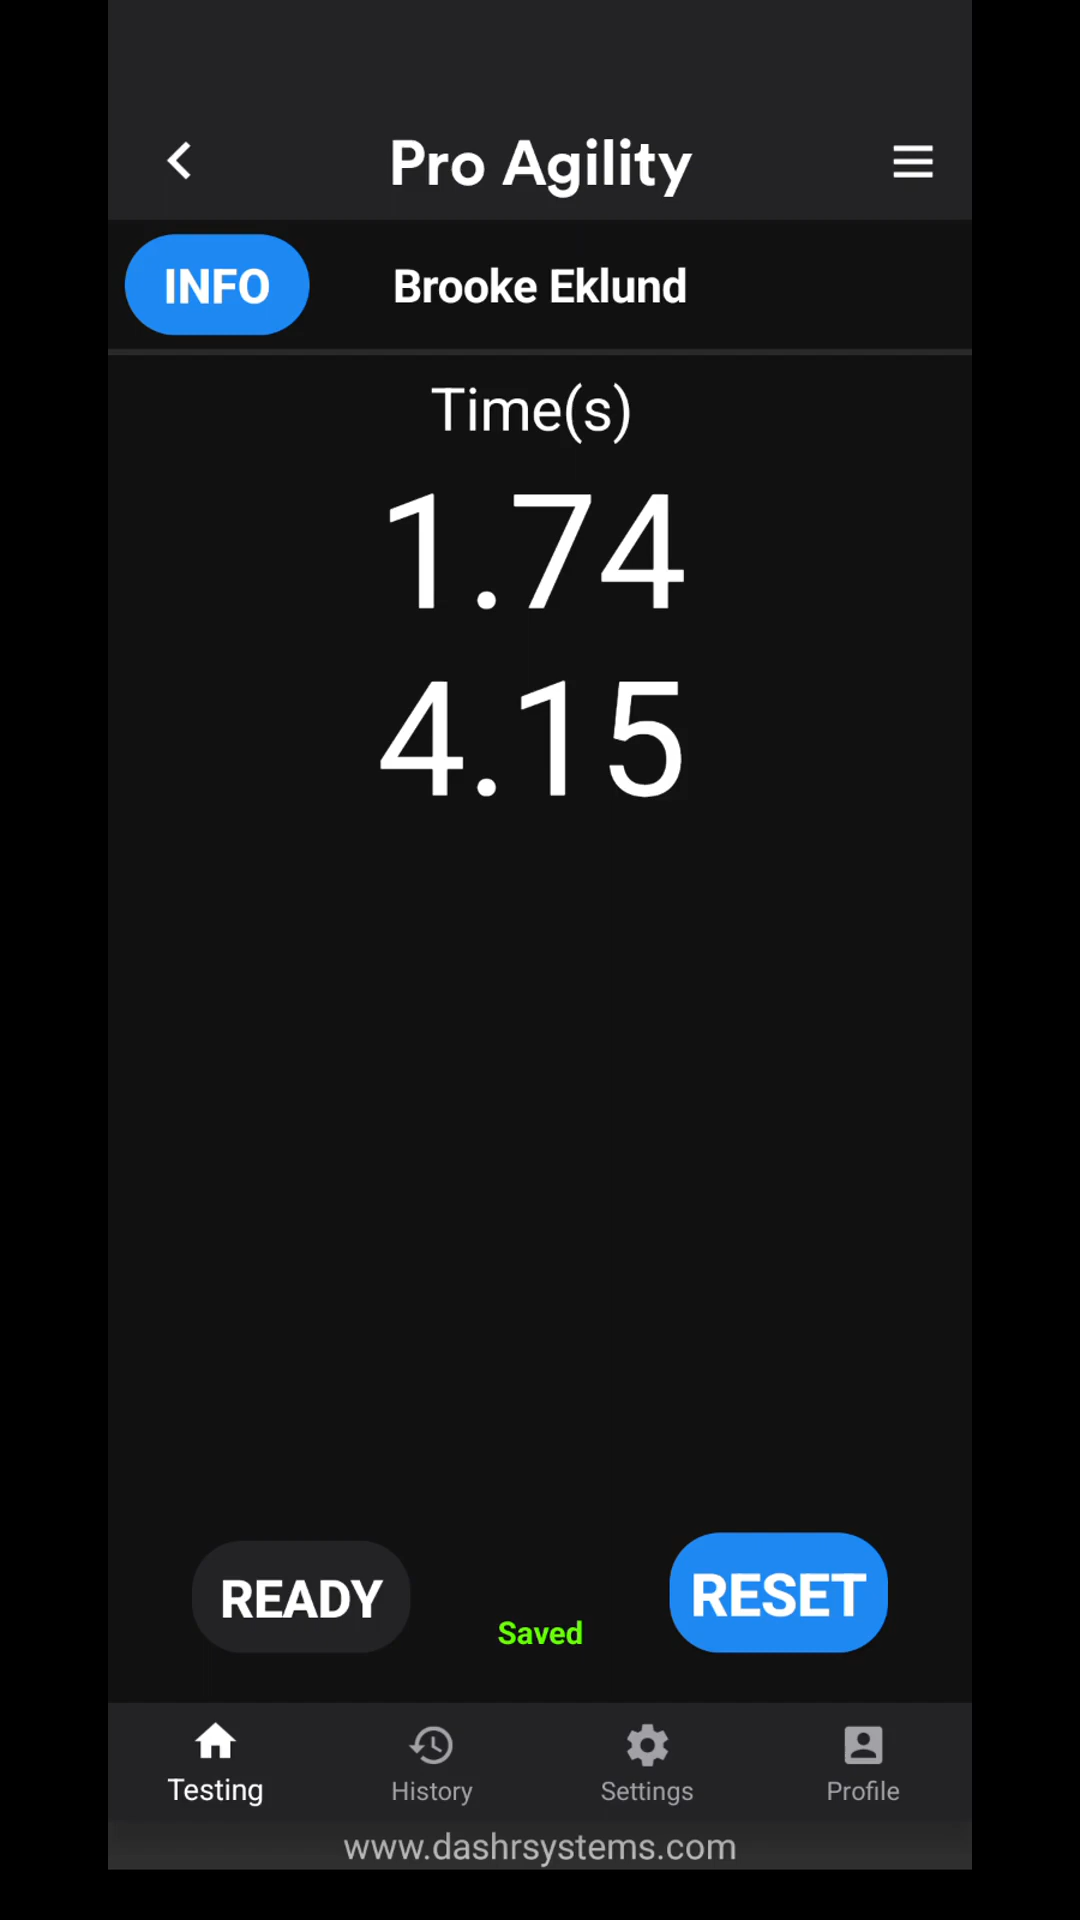 Pro Agility
INFO
Brooke Eklund
Time(s)
1.74
4.15
READY
Saved
RESET
Testing
History
Settings
Profile
www.dashrsystems.com